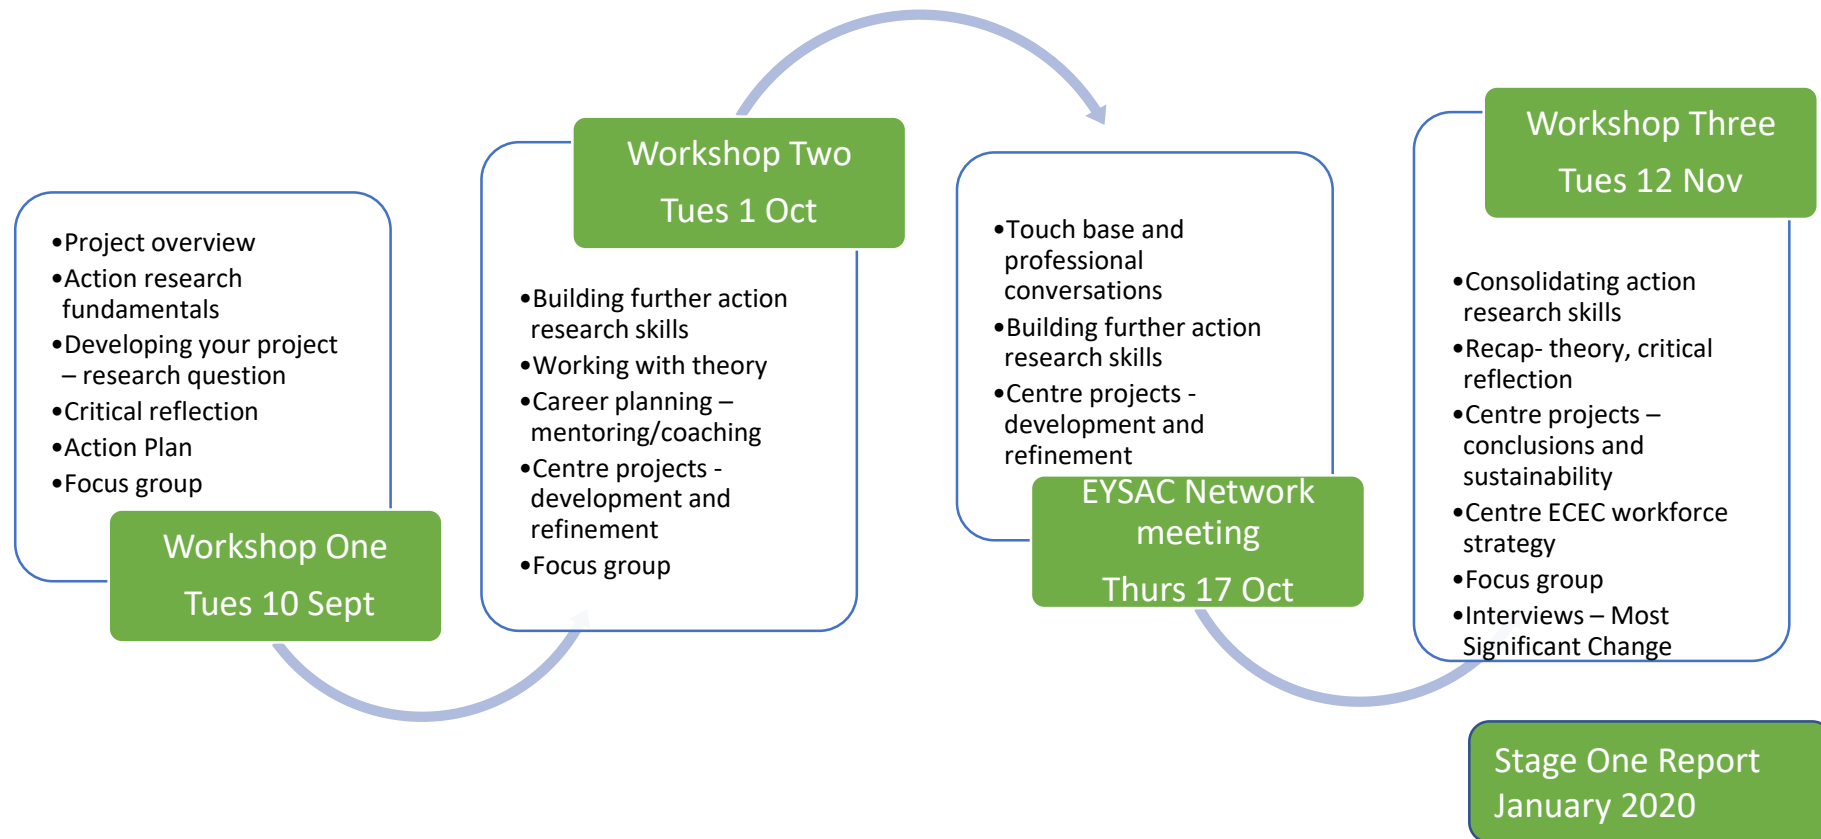 •Project overview
•Action research
fundamentals
•Developing your project
– research question
•Critical reflection
•Action Plan
•Focus group
Workshop One
Tues 10 Sept
Workshop Two
Tues 1 Oct
•Building further action
research skills
•Working with theory
•Career planning –
mentoring/coaching
•Centre projects -
development and
refinement
•Focus group
•Touch base and
professional
conversations
•Building further action
research skills
•Centre projects -
development and
refinement
EYSAC Network
meeting
Thurs 17 Oct
Workshop Three
Tues 12 Nov
•Consolidating action
research skills
•Recap- theory, critical
reflection
•Centre projects –
conclusions and
sustainability
•Centre ECEC workforce
strategy
•Focus group
•Interviews – Most
Significant Change
Stage One Report
January 2020